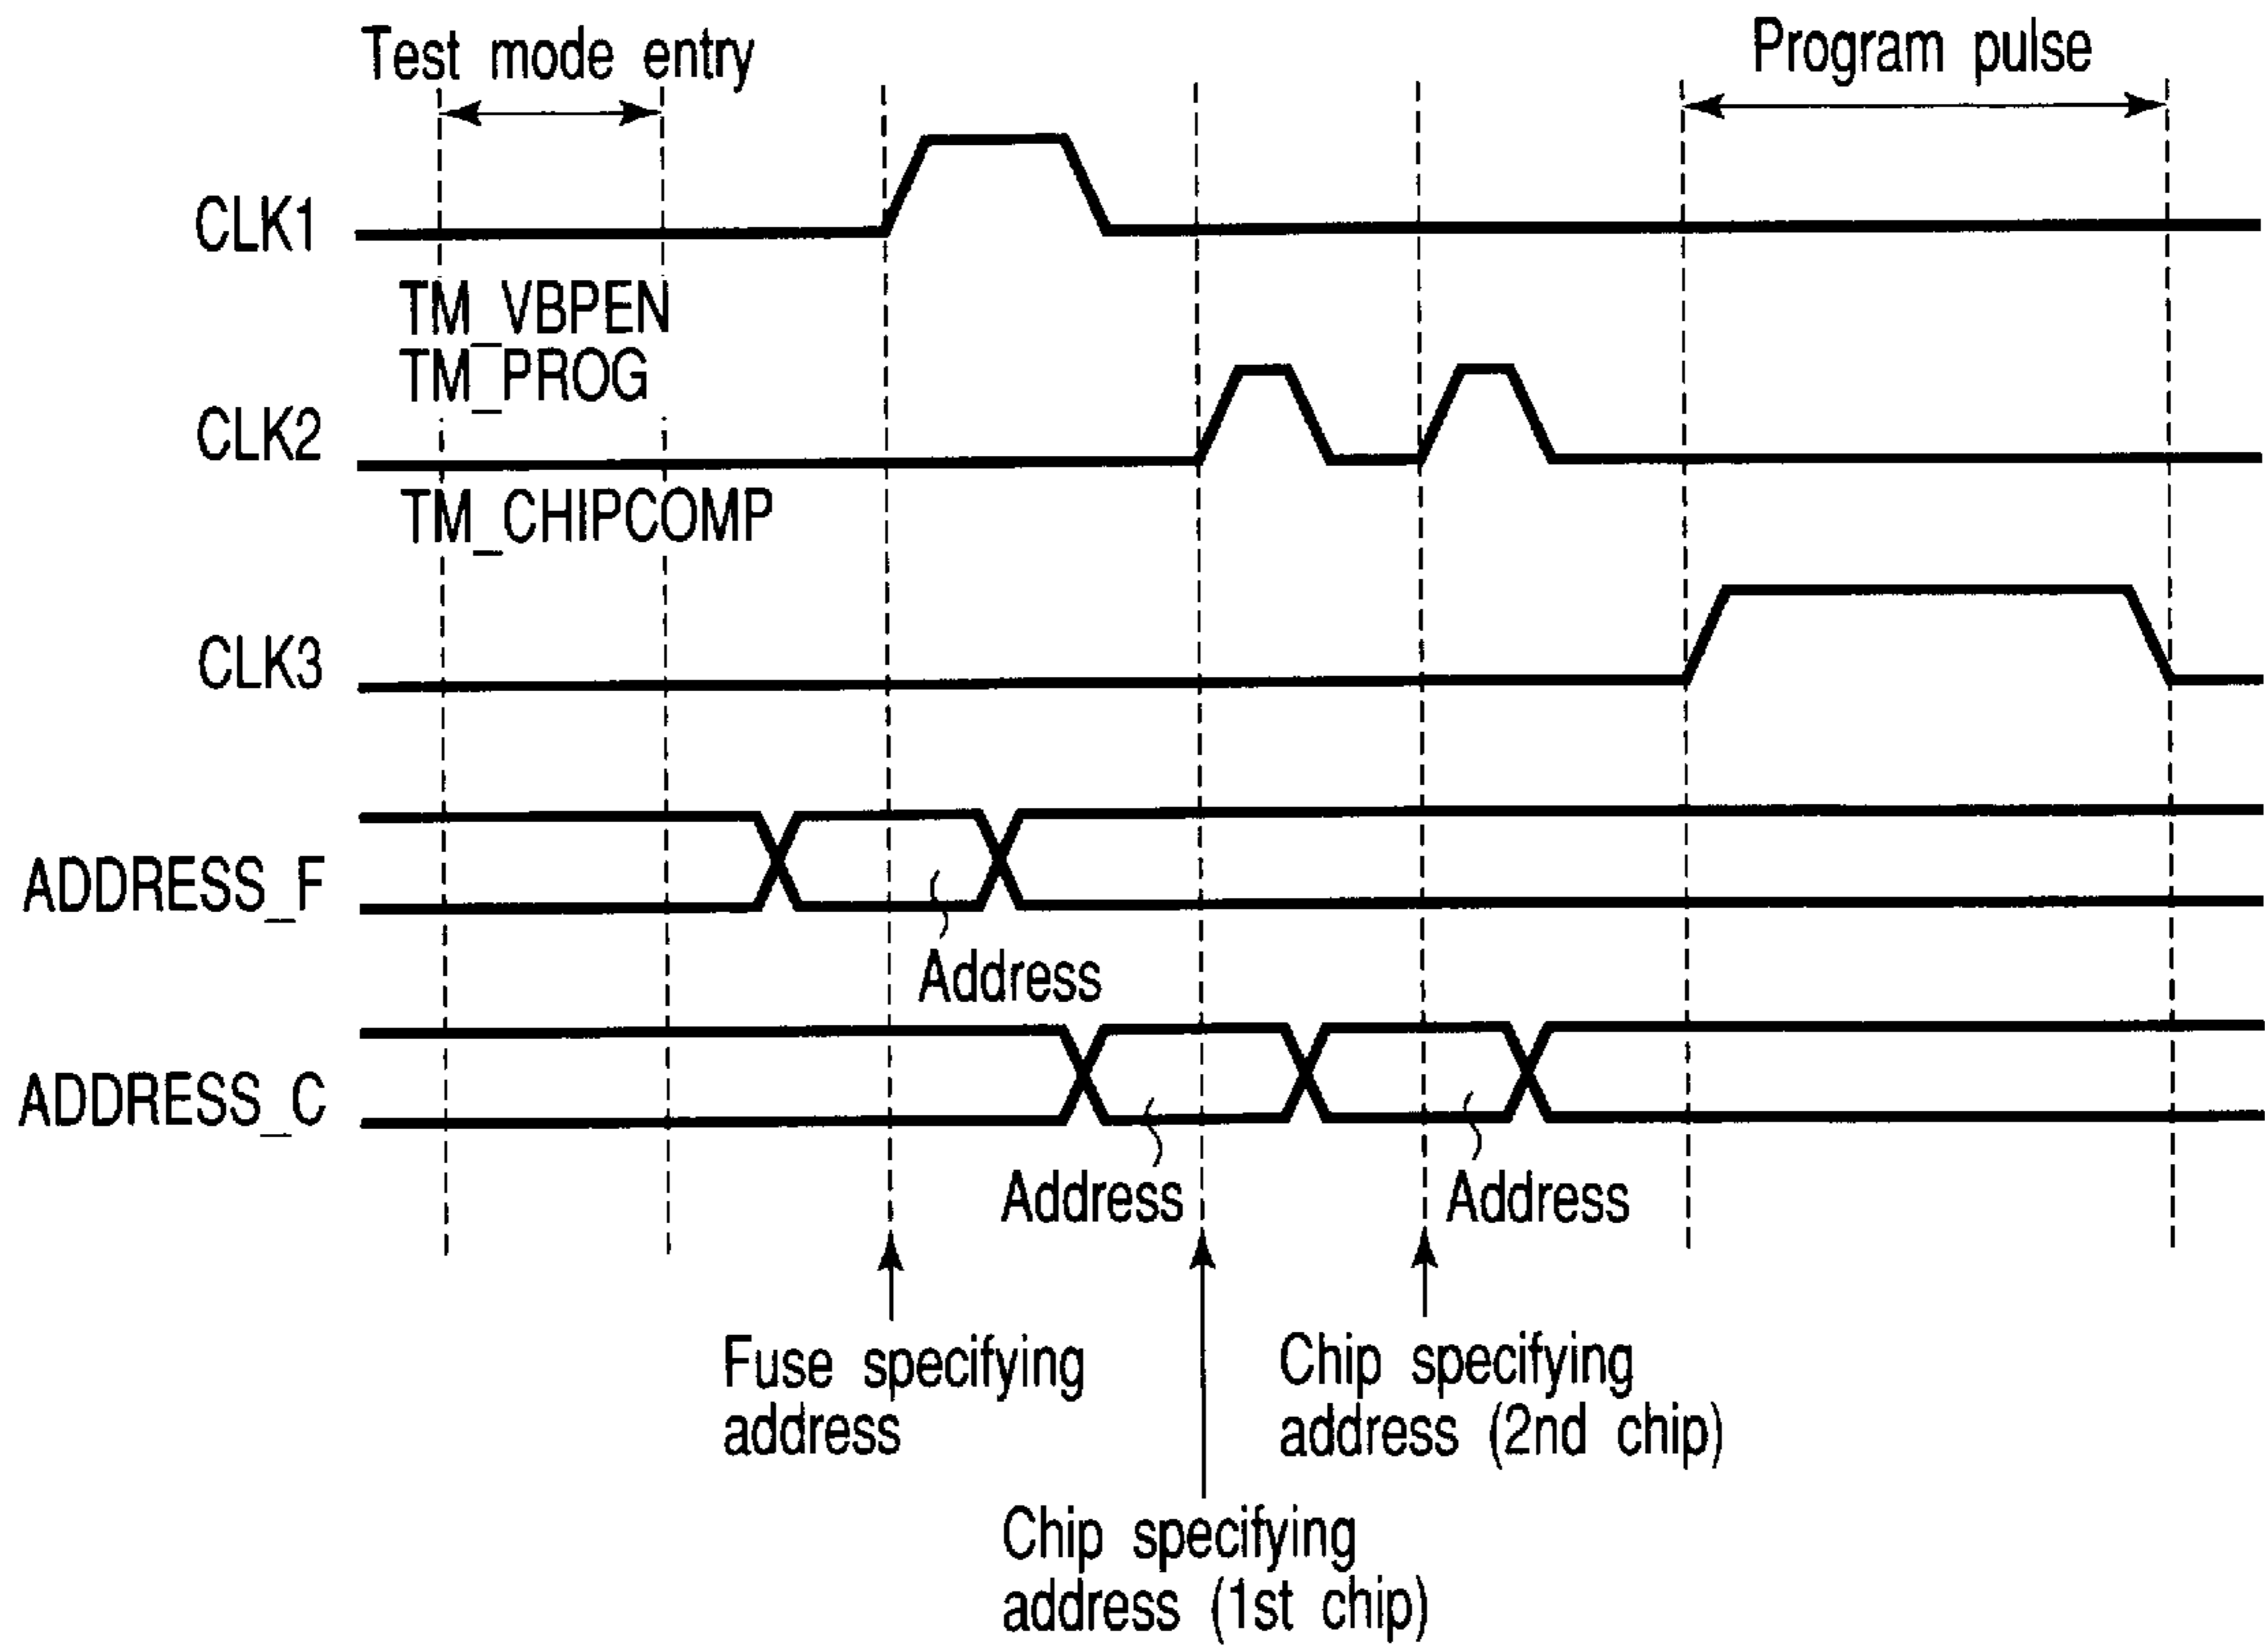 Test mode entry
Program pulse
CLK1
TM_VBPEN
TM_PROG
CLK2
TM_CHIPCOMP
CLK3
ADDRESS_F
Address
ADDRESS_C
Address
Address
Fuse specifying
address
Chip specifying
address (2nd chip)
Chip specifying
address (1st chip)